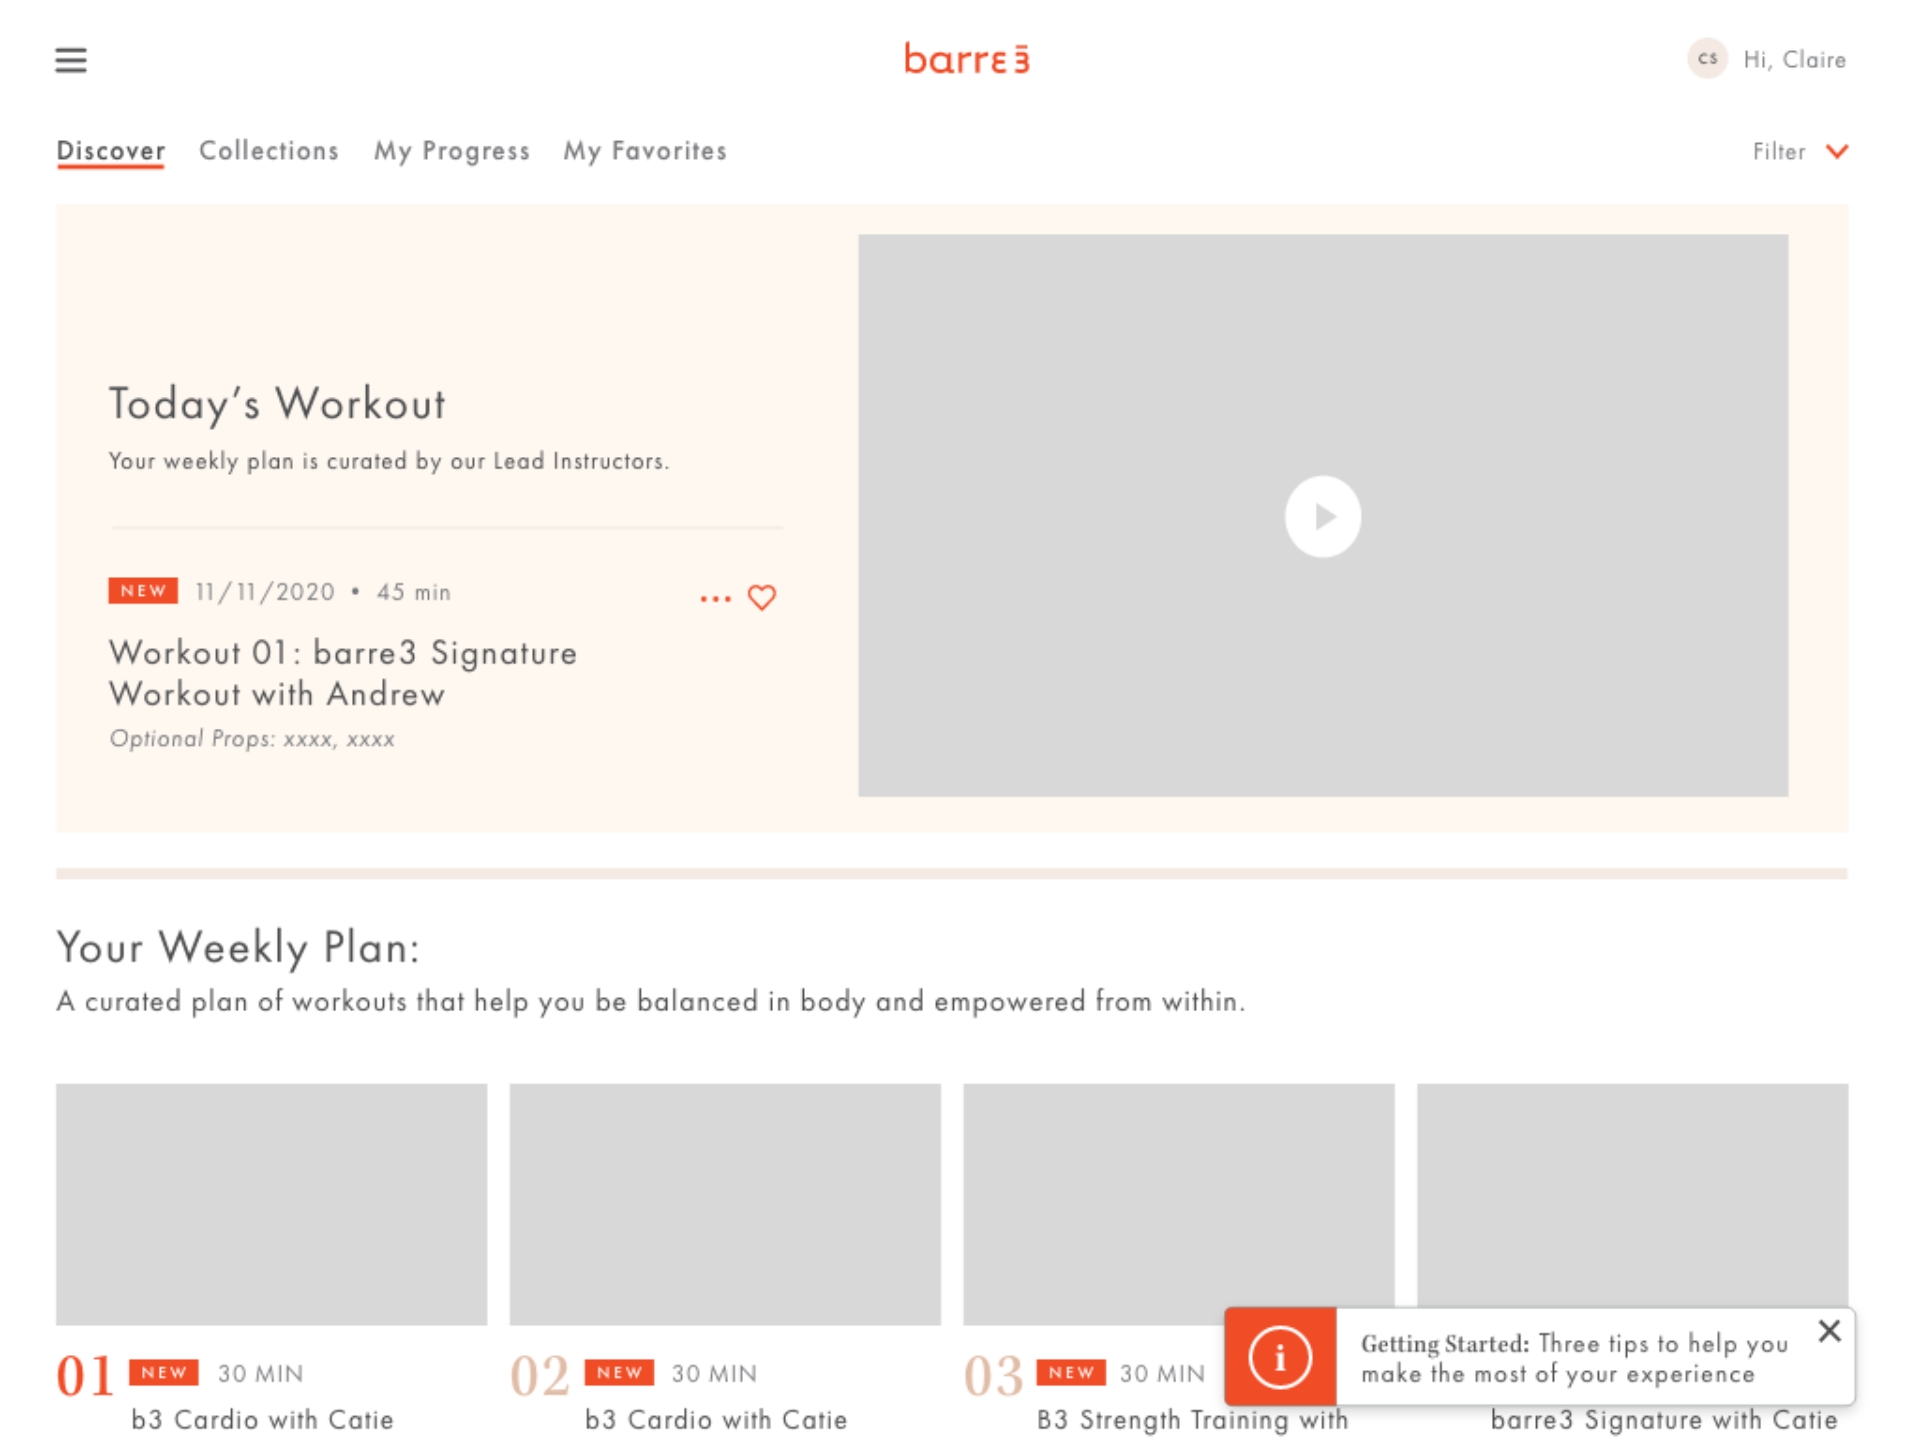 barre3
CS Hi, Claire
Discover Collections My Progress My Favorites Filter
Today’s Workout
Your weekly plan is curated by our Lead Instructors.
NEW 11/11/2020 • 45 min
Workout 01: barre3 Signature
Workout with Andrew
Optional Props: xxxx, xxxx
Your Weekly Plan:
A curated plan of workouts that help you be balanced in body and empowered from within.
01 NEW 30 MIN
b3 Cardio with Catie
02 NEW 30 MIN
b3 Cardio with Catie
03 NEW 30 MIN
B3 Strength Training with
barre3 Signature with Catie
i
Getting Started: Three tips to help you
make the most of your experience